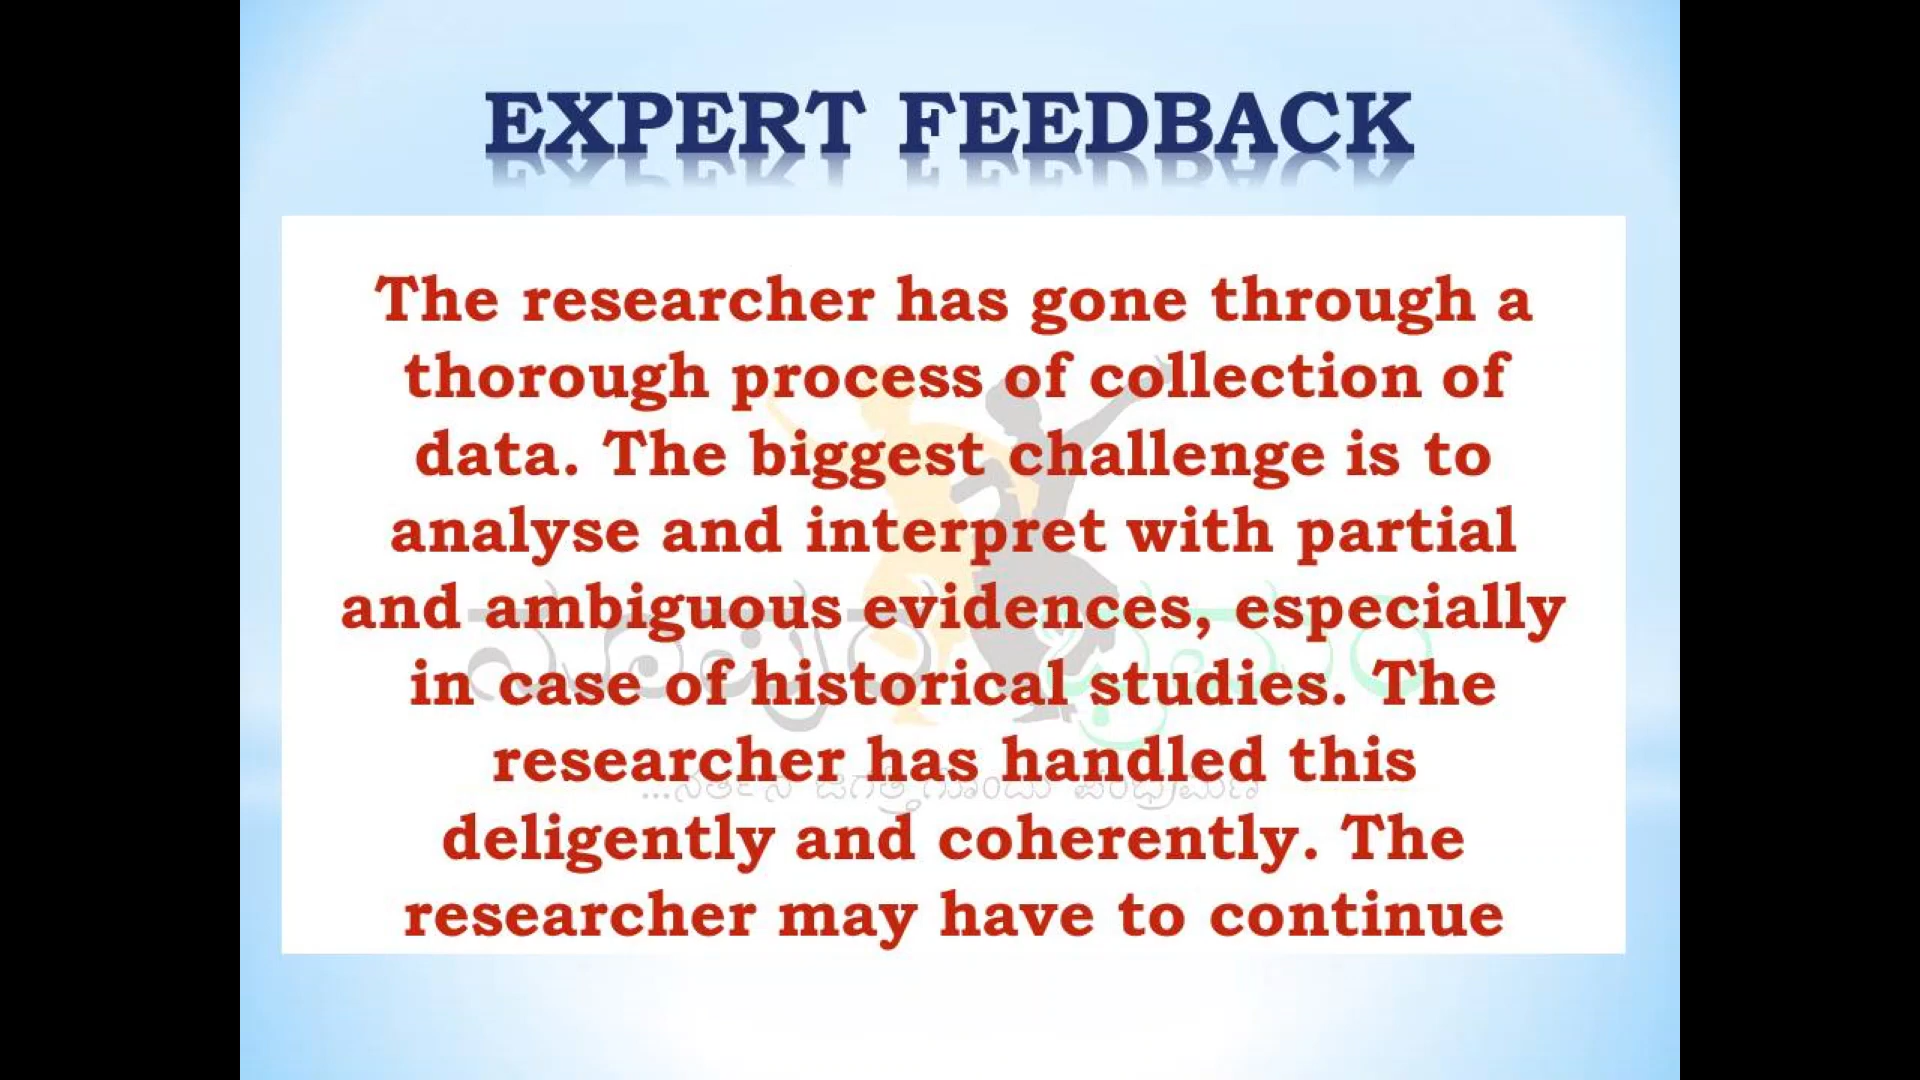 EXPERT FEEDBACK
The researcher has gone through a
thorough process of collection of
data. The biggest challenge is to
analyse and interpret with partial
and ambiguous evidences, especially
in case of historical studies. The
researcher has handled this
deligently and coherently. The
researcher may have to continue